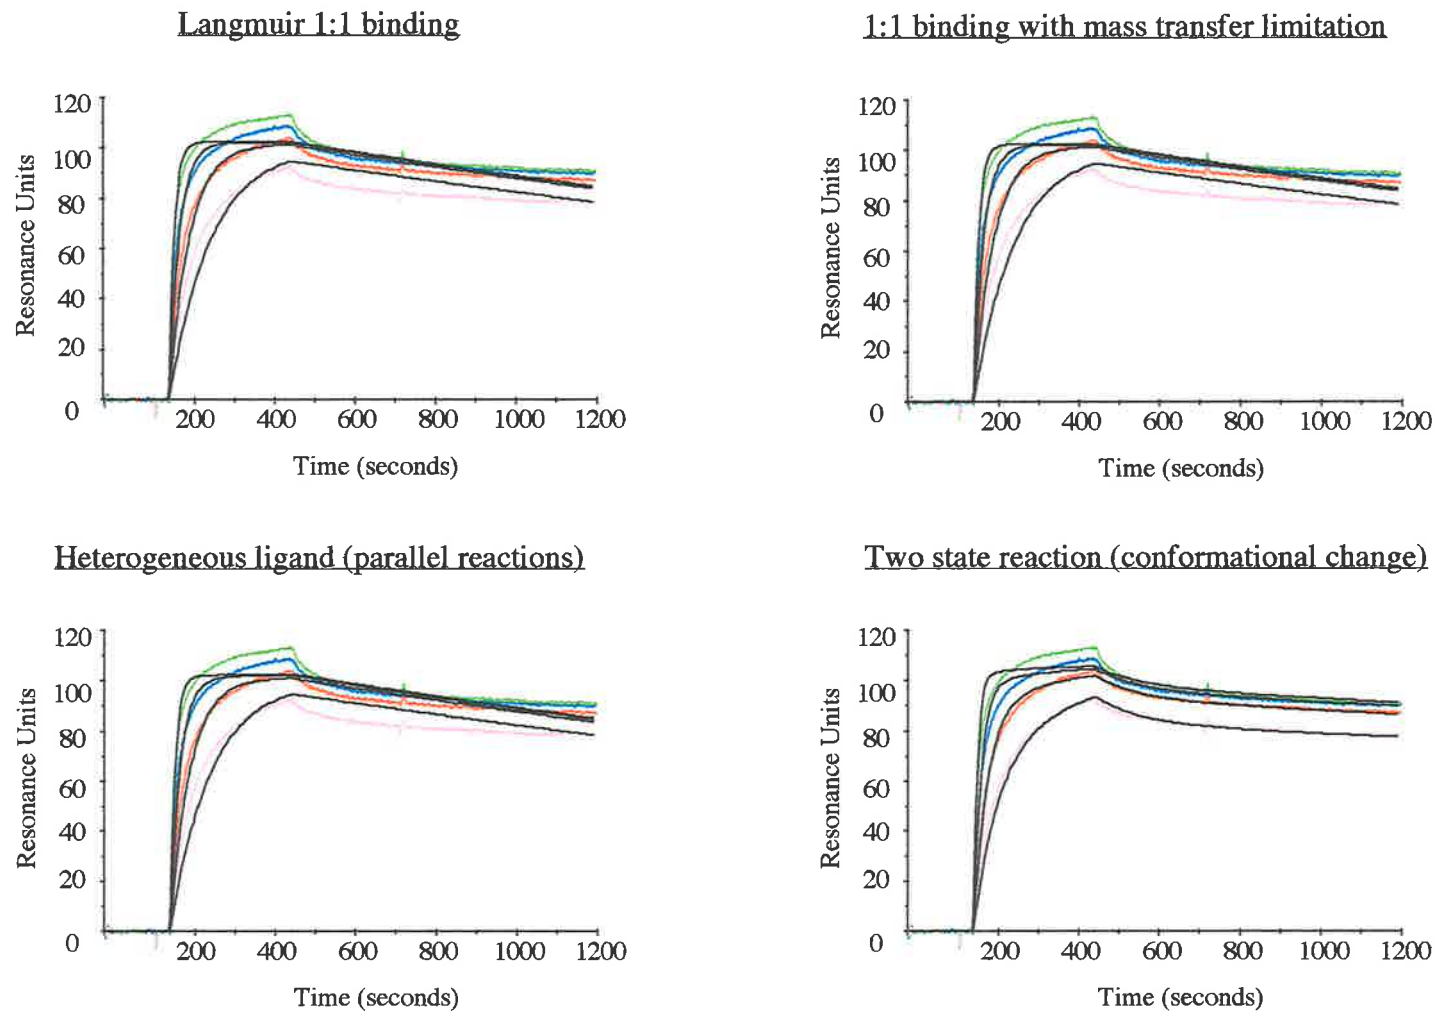 Langmuir 1:1 binding
1:1 binding with mass transfer limitation
120
100
80
60
40
20
0
Resonance Units
200 400 600 800 1000 1200
Time (seconds)
120
100
80
60
40
20
0
Resonance Units
200 400 600 800 1000 1200
Time (seconds)
Heterogeneous ligand (parallel reactions)
Two state reaction (conformational change)
120
100
80
60
40
20
0
Resonance Units
200 400 600 800 1000 1200
Time (seconds)
120
100
80
60
40
20
0
Resonance Units
200 400 600 800 1000 1200
Time (seconds)